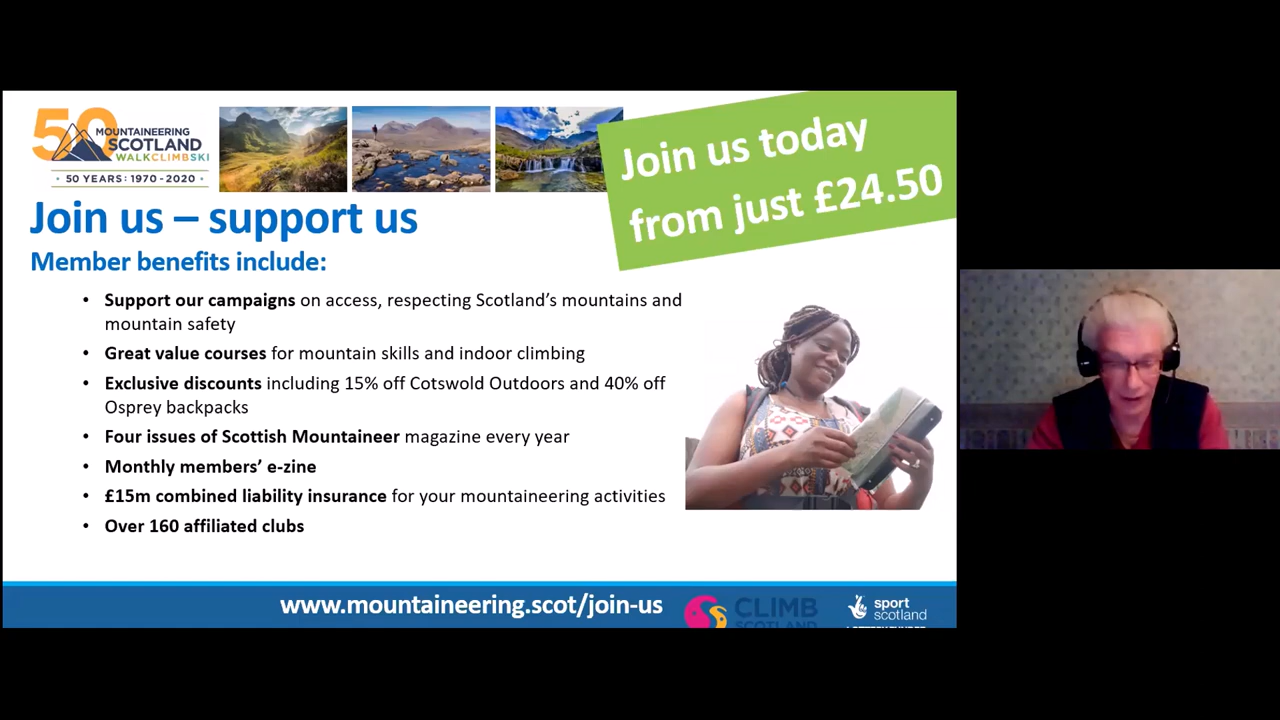 50
MOUNTAINEERING
SCOTLAND
WALKCLIMBSKI
• 50 YEARS : 1970 - 2020 •
Join us today
from just £24.50
Join us – support us
Member benefits include:
• Support our campaigns on access, respecting Scotland's mountains and
mountain safety
• Great value courses for mountain skills and indoor climbing
• Exclusive discounts including 15% off Cotswold Outdoors and 40% off
Osprey backpacks
• Four issues of Scottish Mountaineer magazine every year
• Monthly members' e-zine
• £15m combined liability insurance for your mountaineering activities
• Over 160 affiliated clubs
www.mountaineering.scot/join-us
CLIMB
SCOTLAND
sport
scotland